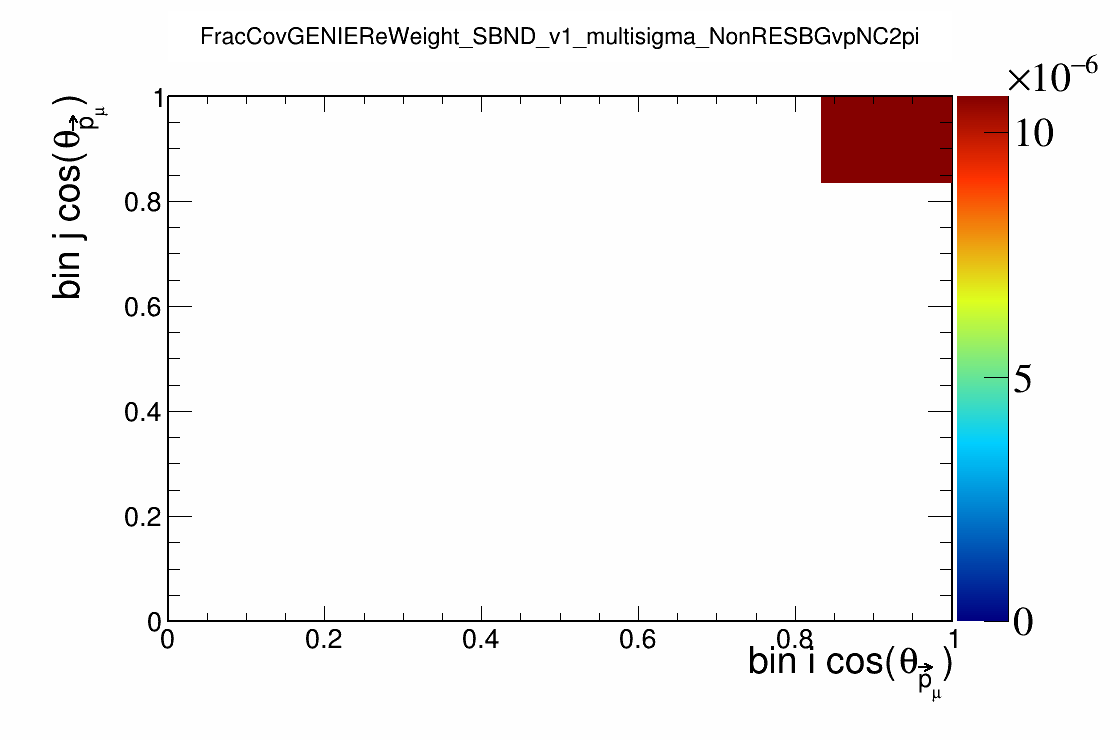 FracCovGENIEReWeight_SBND_v1_multisigma_NonRESBGvpNC2pi
×10⁻⁶
bin j cos(θ_p⃗_μ)
1
0.8
0.6
0.4
0.2
0
0 0.2 0.4 0.6 0.8 1
bin i cos(θ_p⃗_μ)
10
5
0